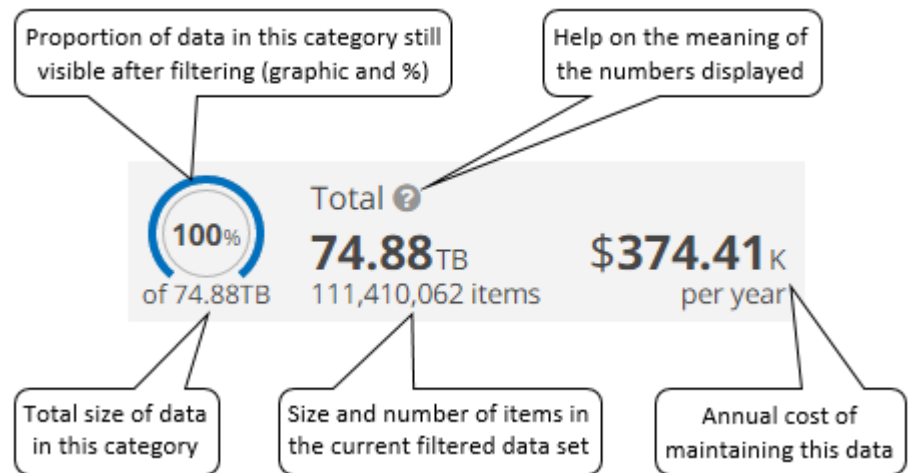 Proportion of data in this category still
visible after filtering (graphic and %)
Help on the meaning of
the numbers displayed
100%
of 74.88TB
Total ?
74.88TB
111,410,062 items
$374.41K
per year
Total size of data
in this category
Size and number of items in
the current filtered data set
Annual cost of
maintaining this data